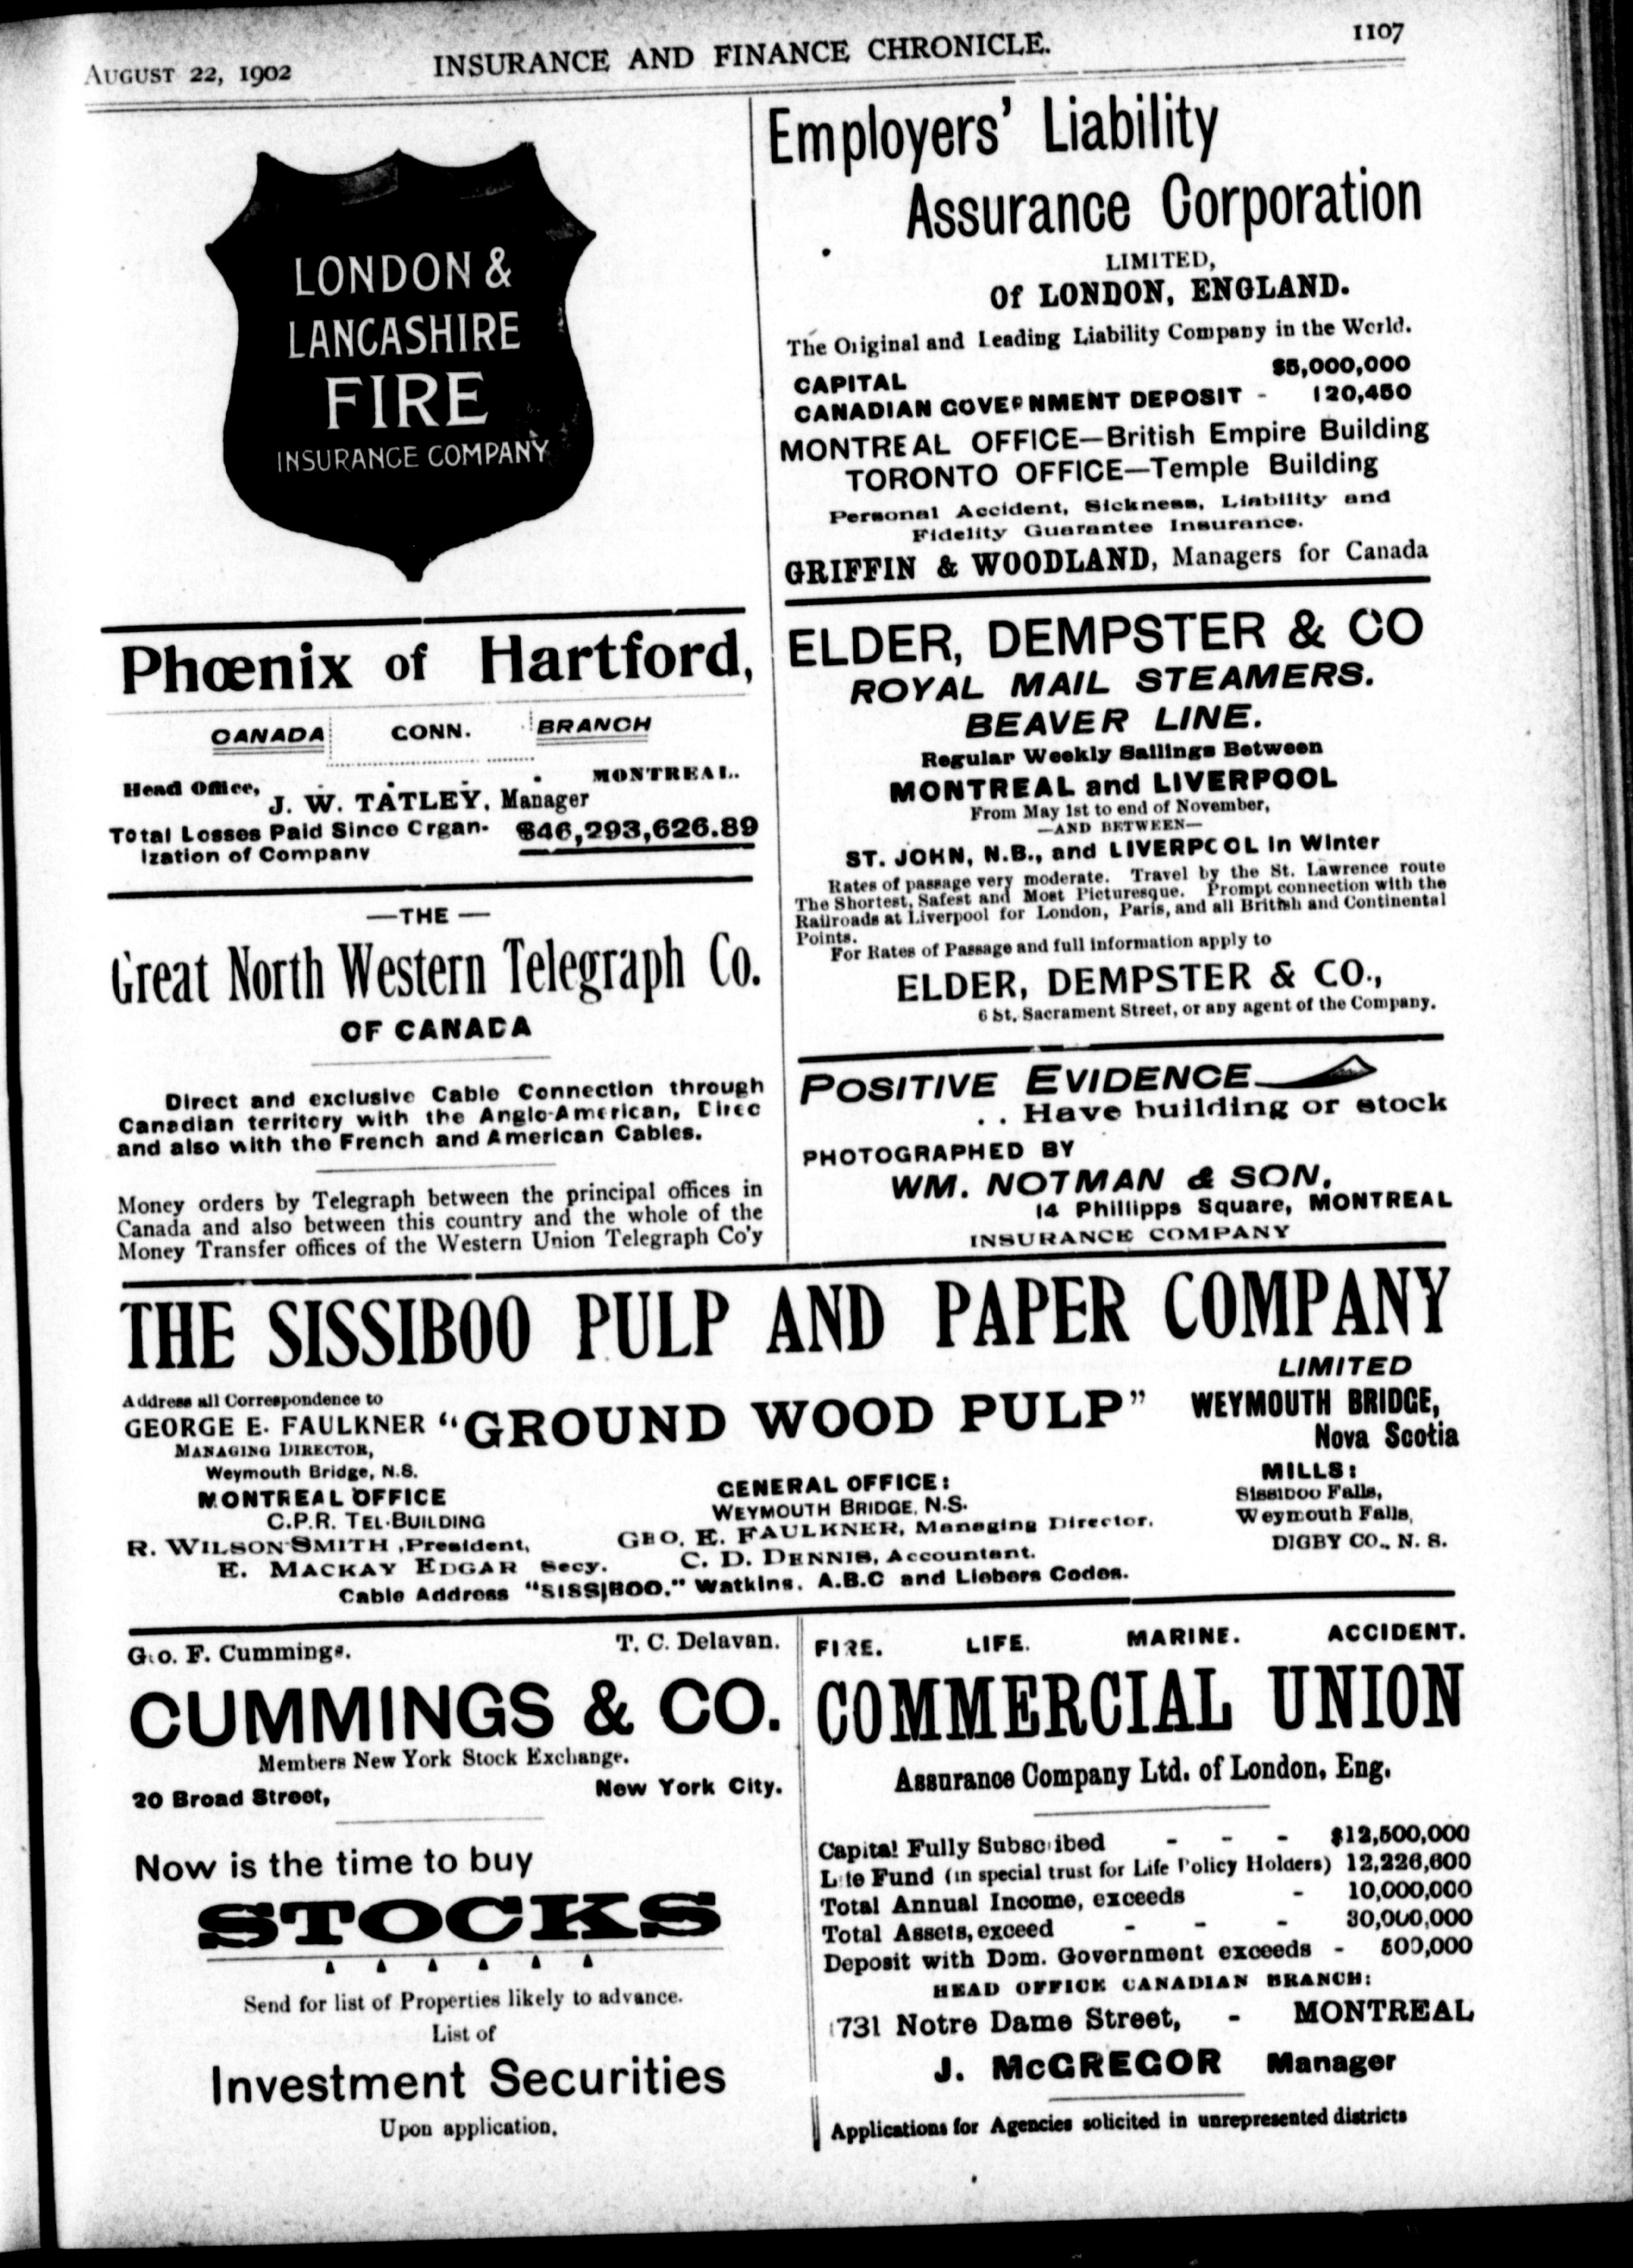 AUGUST 22, 1902
INSURANCE AND FINANCE CHRONICLE.
1107
LONDON &
LANCASHIRE
FIRE
INSURANCE COMPANY
Phœnix of Hartford,
CANADA CONN. BRANCH
Head Office, MONTREAL.
J. W. TATLEY, Manager
Total Losses Paid Since Organ-
ization of Company $46,293,626.89
—THE—
Great North Western Telegraph Co.
OF CANADA
Direct and exclusive Cable Connection through
Canadian territory with the Anglo-American, Direc
and also with the French and American Cables.
Money orders by Telegraph between the principal offices in
Canada and also between this country and the whole of the
Money Transfer offices of the Western Union Telegraph Co'y
Employers' Liability
Assurance Corporation
LIMITED,
Of LONDON, ENGLAND.
The Original and Leading Liability Company in the World.
CAPITAL $5,000,000
CANADIAN GOVERNMENT DEPOSIT - 120,450
MONTREAL OFFICE—British Empire Building
TORONTO OFFICE—Temple Building
Personal Accident, Sickness, Liability and
Fidelity Guarantee Insurance.
GRIFFIN & WOODLAND, Managers for Canada
ELDER, DEMPSTER & CO
ROYAL MAIL STEAMERS.
BEAVER LINE.
Regular Weekly Sailings Between
MONTREAL and LIVERPOOL
From May 1st to end of November,
—AND BETWEEN—
ST. JOHN, N.B., and LIVERPOOL in Winter
Rates of passage very moderate. Travel by the St. Lawrence route
The Shortest, Safest and Most Picturesque. Prompt connection with the
Railroads at Liverpool for London, Paris, and all British and Continental
Points.
For Rates of Passage and full information apply to
ELDER, DEMPSTER & CO.,
6 St. Sacrament Street, or any agent of the Company.
POSITIVE EVIDENCE
. . Have building or stock
PHOTOGRAPHED BY
WM. NOTMAN & SON,
14 Phillipps Square, MONTREAL
INSURANCE COMPANY
THE SISSIBOO PULP AND PAPER COMPANY
LIMITED
Address all Correspondence to
GEORGE E. FAULKNER
MANAGING DIRECTOR,
Weymouth Bridge, N.S.
MONTREAL OFFICE
C.P.R. TEL. BUILDING
R. WILSON SMITH, President,
E. MACKAY EDGAR Secy.
"GROUND WOOD PULP"
GENERAL OFFICE:
WEYMOUTH BRIDGE, N.S.
GEO. E. FAULKNER, Managing Director.
C. D. DENNIS, Accountant.
Cable Address "SISSIBOO." Watkins. A.B.C and Liebers Codes.
WEYMOUTH BRIDGE,
Nova Scotia
MILLS:
Sissiboo Falls,
Weymouth Falls,
DIGBY CO., N. S.
Geo. F. Cummings. T. C. Delavan.
CUMMINGS & CO.
Members New York Stock Exchange.
20 Broad Street, New York City.
Now is the time to buy
STOCKS
Send for list of Properties likely to advance.
List of
Investment Securities
Upon application.
FIRE. LIFE. MARINE. ACCIDENT.
COMMERCIAL UNION
Assurance Company Ltd. of London, Eng.
Capital Fully Subscribed - - - $12,500,000
Life Fund (in special trust for Life Policy Holders) 12,226,600
Total Annual Income, exceeds - 10,000,000
Total Assets, exceed - - - 30,000,000
Deposit with Dom. Government exceeds - 500,000
HEAD OFFICE CANADIAN BRANCH:
1731 Notre Dame Street, - MONTREAL
J. McGREGOR Manager
Applications for Agencies solicited in unrepresented districts